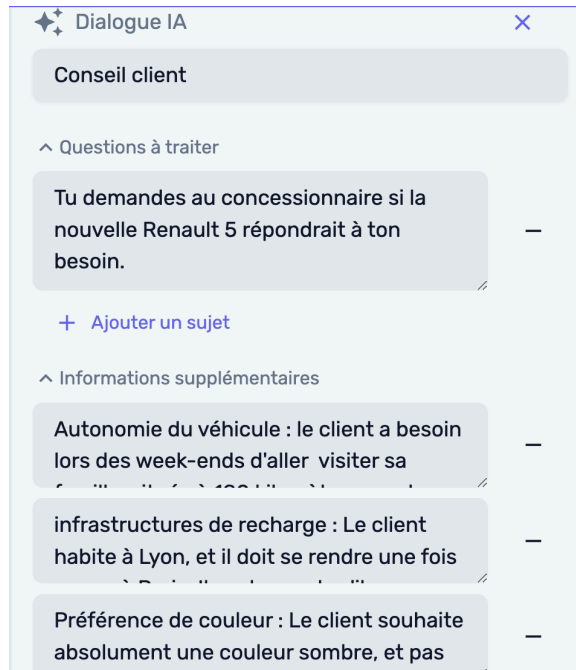 Dialogue IA
Conseil client
Questions à traiter
Tu demandes au concessionnaire si la
nouvelle Renault 5 répondrait à ton
besoin.
Ajouter un sujet
Informations supplémentaires
Autonomie du véhicule : le client a besoin
lors des week-ends d'aller visiter sa
infrastructures de recharge : Le client
habite à Lyon, et il doit se rendre une fois
Préférence de couleur : Le client souhaite
absolument une couleur sombre, et pas